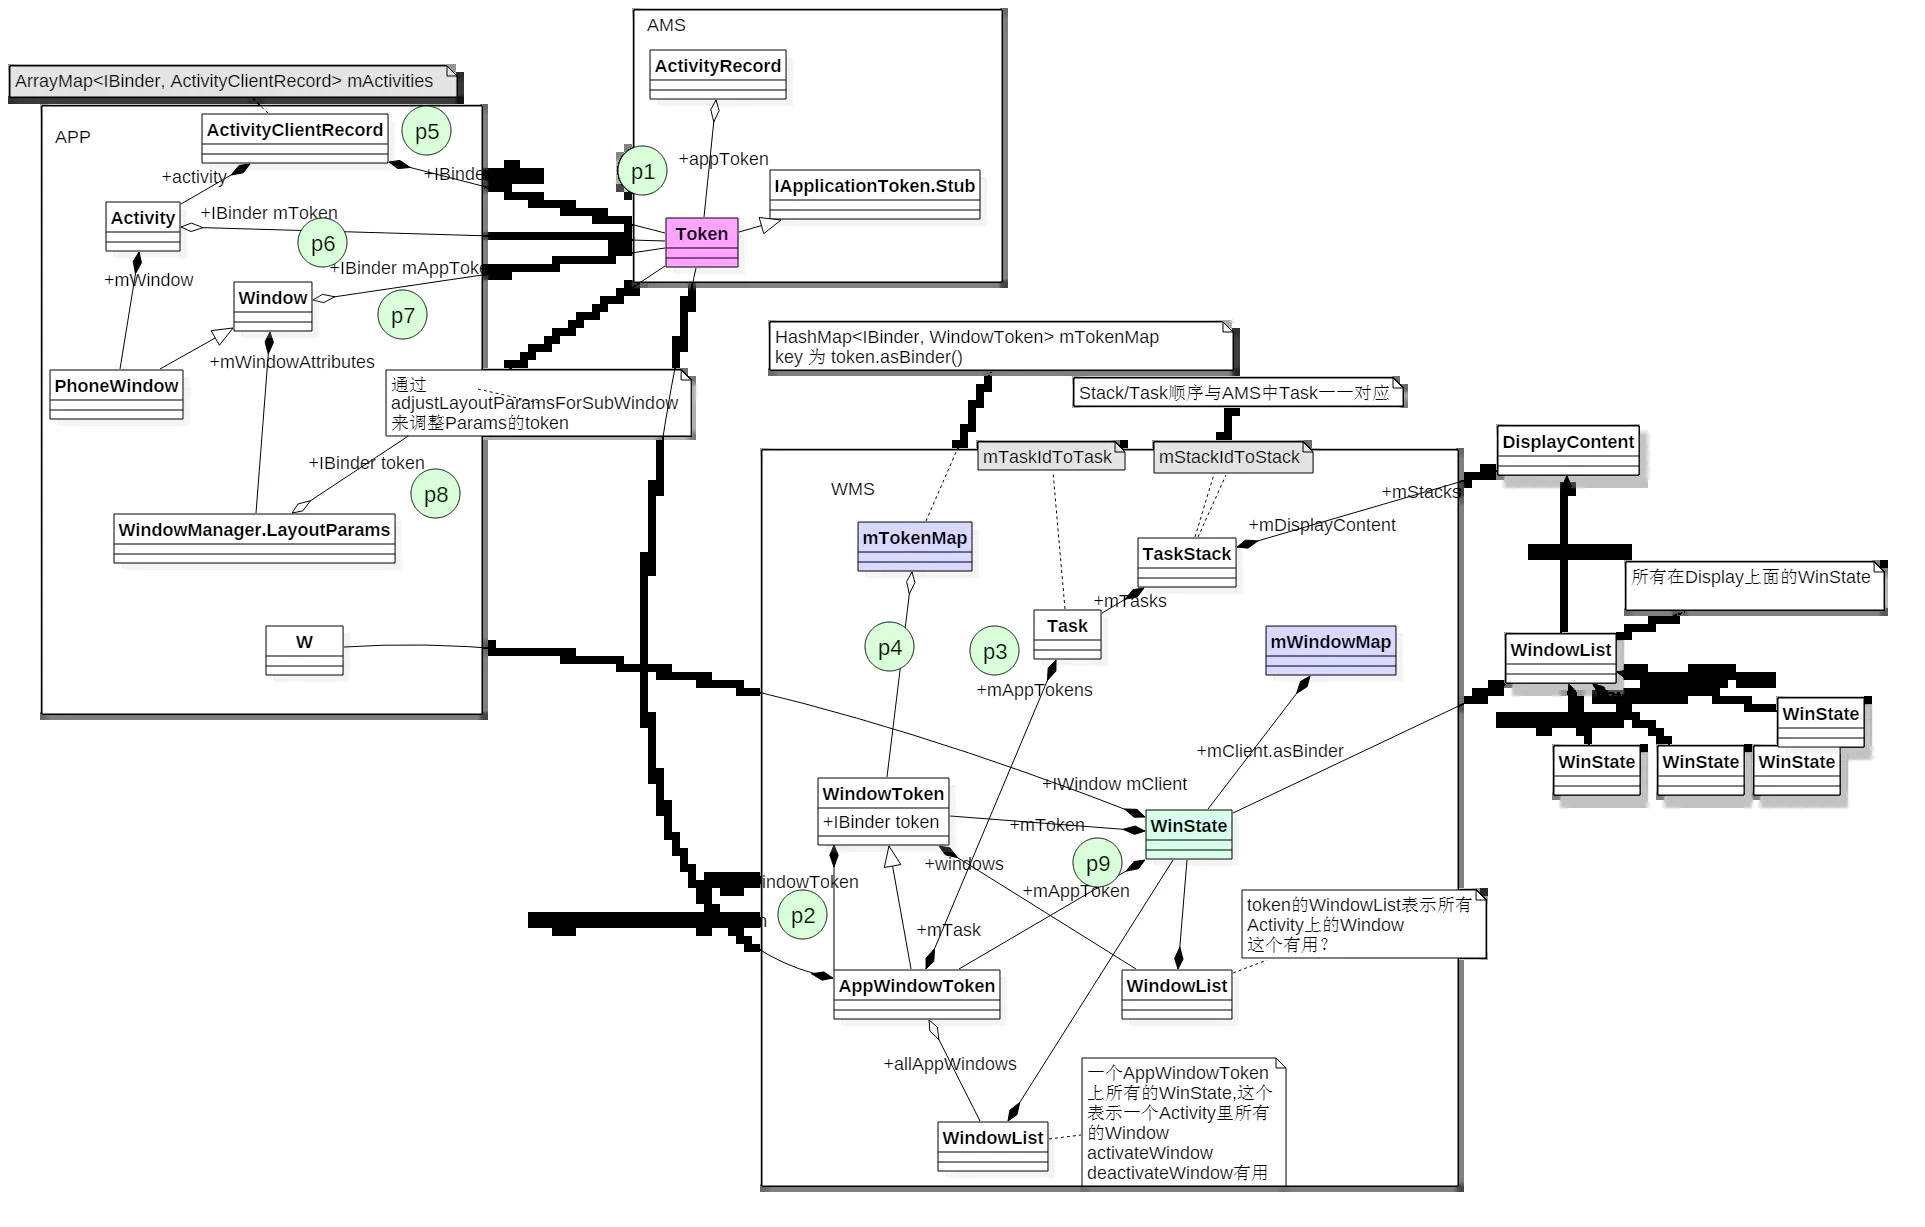 AMS
ActivityRecord
ArrayMap<IBinder, ActivityClientRecord> mActivities
APP
ActivityClientRecord
p5
+activity
p1
+appToken
IApplicationToken.Stub
Activity
+IBinder mToken
p6
Token
+mWindow
Window
p7
+mWindowAttributes
PhoneWindow
通过
adjustLayoutParamsForSubWindow
来调整Params的token
+IBinder token
p8
WindowManager.LayoutParams
W
HashMap<IBinder, WindowToken> mTokenMap
key 为 token.asBinder()
Stack/Task顺序与AMS中Task一一对应
mTaskIdToTask
mStackIdToStack
DisplayContent
WMS
+mStacks
+mDisplayContent
mTokenMap
TaskStack
所有在Display上面的WinState
+mTasks
Task
p4
p3
mWindowMap
WindowList
+mAppTokens
WinState
WinState
WinState
WinState
+mClient.asBinder
+IWindow mClient
WindowToken
+IBinder token
+mToken
WinState
+windows
p9
+mAppToken
p2
+mTask
token的WindowList表示所有
Activity上的Window
这个有用？
AppWindowToken
WindowList
+allAppWindows
一个AppWindowToken
上所有的WinState,这个
表示一个Activity里所有
的Window
activateWindow
deactivateWindow有用
WindowList